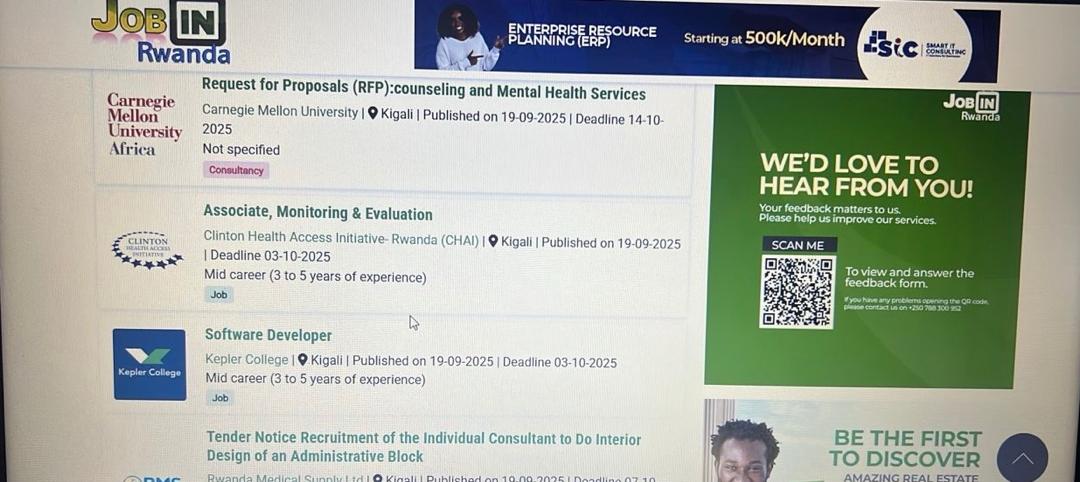 JOB IN
Rwanda
ENTERPRISE RESOURCE
PLANNING (ERP)
Starting at 500k/Month
SiC
SMART IT
CONSULTING
Carnegie
Mellon
University
Africa
Request for Proposals (RFP):counseling and Mental Health Services
Carnegie Mellon University | Kigali | Published on 19-09-2025 | Deadline 14-10-
2025
Not specified
Consultancy
CLINTON
HEALTH ACCESS
INITIATIVE
Associate, Monitoring & Evaluation
Clinton Health Access Initiative- Rwanda (CHAI) | Kigali | Published on 19-09-2025
| Deadline 03-10-2025
Mid career (3 to 5 years of experience)
Job
Kepler College
Software Developer
Kepler College | Kigali | Published on 19-09-2025 | Deadline 03-10-2025
Mid career (3 to 5 years of experience)
Job
Tender Notice Recruitment of the Individual Consultant to Do Interior
Design of an Administrative Block
Rwanda Medical Supply Ltd | Kigali | Published on 19-09-2025 | Deadline 07-10-
RMS
JOB IN
Rwanda
WE'D LOVE TO
HEAR FROM YOU!
Your feedback matters to us.
Please help us improve our services.
SCAN ME
To view and answer the
feedback form.
If you have any problems opening the QR code,
please contact us on +250 788 300 952
BE THE FIRST
TO DISCOVER
AMAZING REAL ESTATE